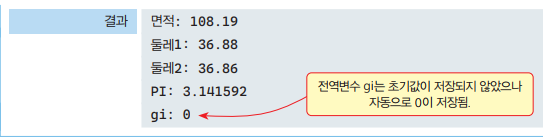 결과
면적: 108.19
둘레1: 36.88
둘레2: 36.86
PI: 3.141592
gi: 0
전역변수 gi는 초기값이 저장되지 않았으나
자동으로 0이 저장됨.